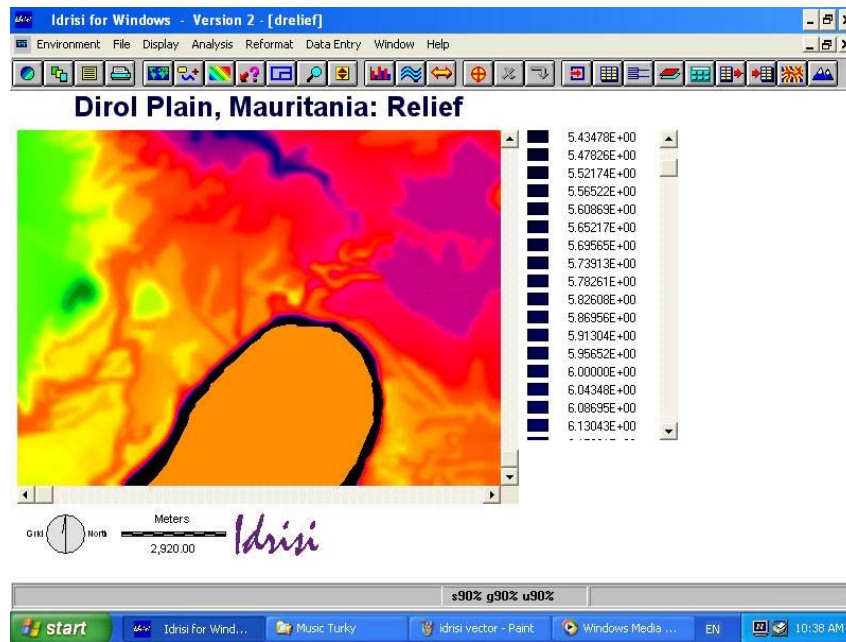 Idrisi for Windows - Version 2 - [drelief]
Environment File Display Analysis Reformat Data Entry Window Help
Dirol Plain, Mauritania: Relief
5.43478E+00
5.47826E+00
5.52174E+00
5.56522E+00
5.60869E+00
5.65217E+00
5.69565E+00
5.73913E+00
5.78261E+00
5.82608E+00
5.86956E+00
5.91304E+00
5.95652E+00
6.00000E+00
6.04348E+00
6.08695E+00
6.13043E+00
Grid North
Meters
2,920.00
Idrisi
s90% g90% u90%
start Idrisi for Wind... Music Turky idrisi vector - Paint Windows Media ... EN 10:38 AM